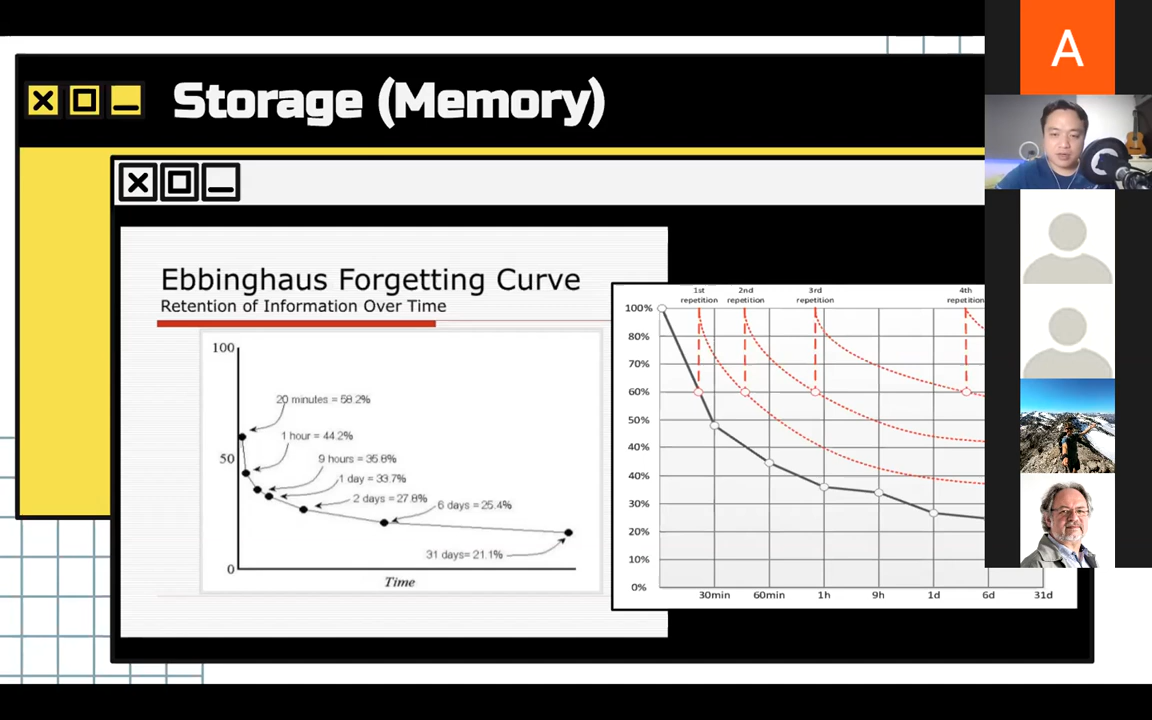 A
Storage (Memory)
Ebbinghaus Forgetting Curve
Retention of Information Over Time
100
20 minutes = 58.2%
1 hour = 44.2%
50
9 hours = 35.8%
1 day = 33.7%
2 days = 27.8%
6 days = 25.4%
31 days= 21.1%
0
Time
1st
repetition
2nd
repetition
3rd
repetition
4th
repetition
100%
80%
70%
60%
50%
40%
40%
30%
20%
10%
0%
30min
60min
1h
9h
1d
6d
31d